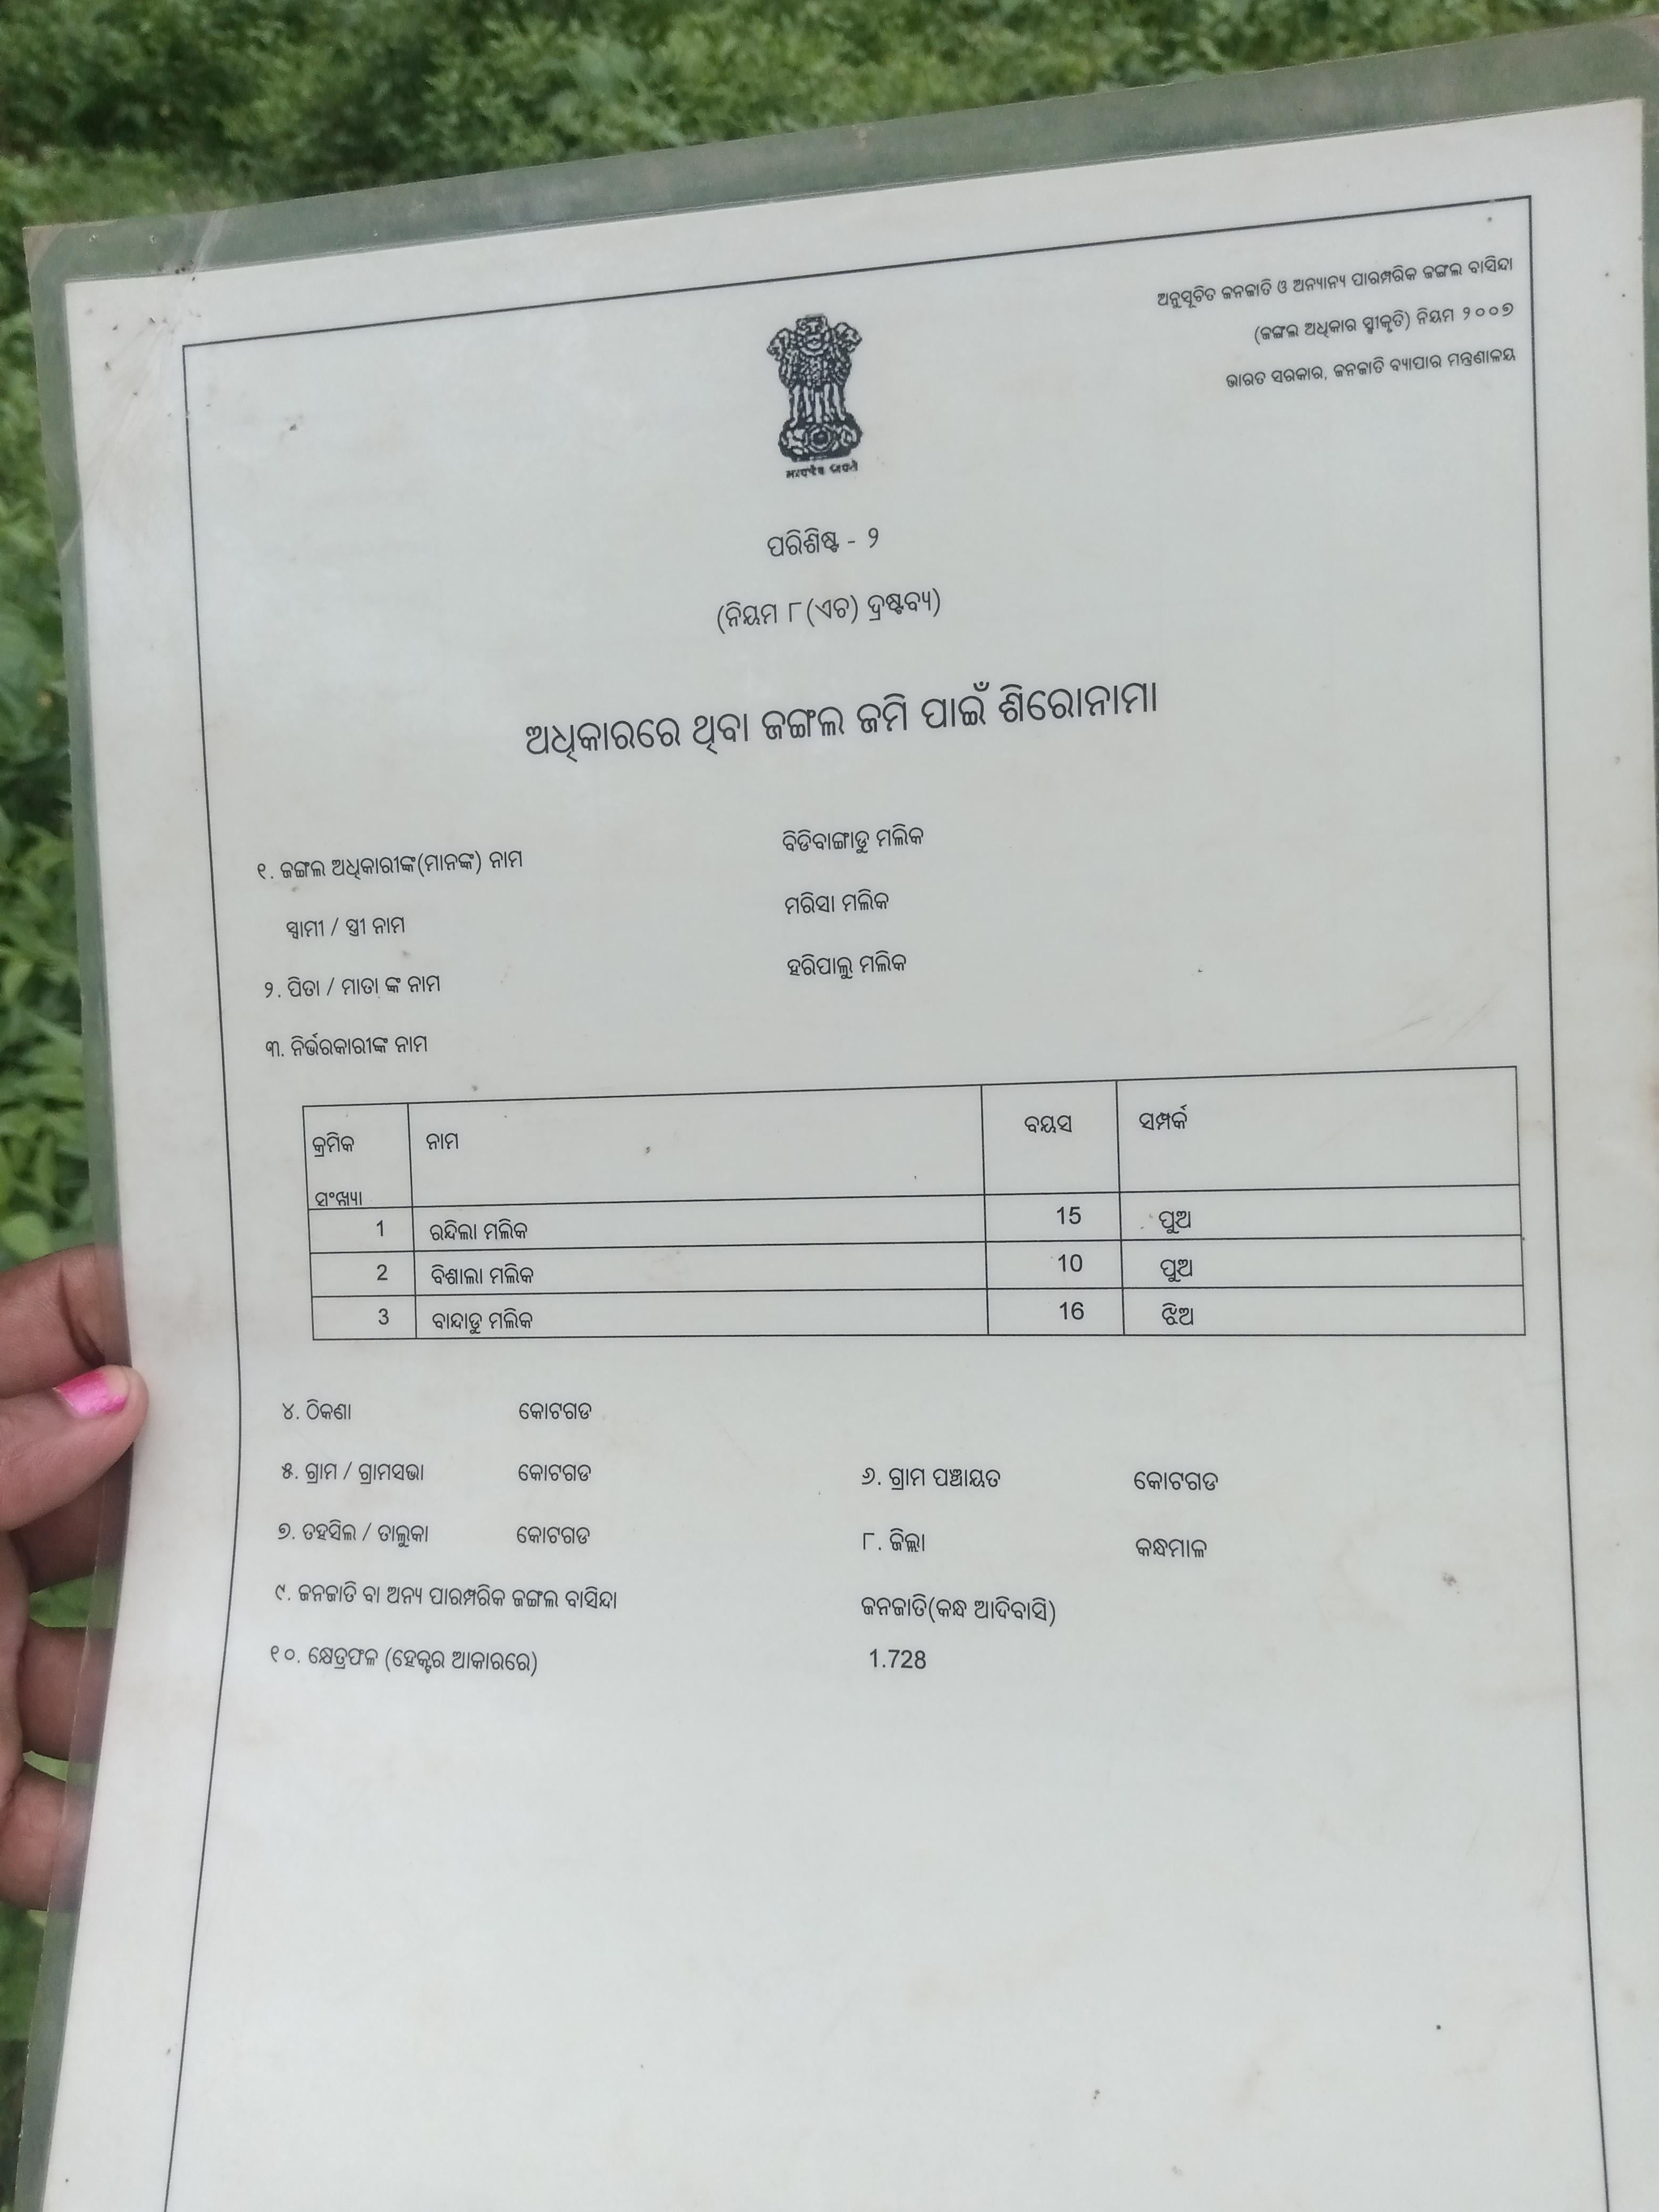 ଅନୁସୂଚିତ ଜନଜାତି ଓ ଅନ୍ୟାନ୍ୟ ପାରମ୍ପରିକ ଜଙ୍ଗଲ ବାସିନ୍ଦା
(ଜଙ୍ଗଲ ଅଧିକାର ସ୍ୱୀକୃତି) ନିୟମ ୨୦୦୭
ଭାରତ ସରକାର, ଜନଜାତି ବ୍ୟାପାର ମନ୍ତ୍ରଣାଳୟ
सत्यमेव जयते
ପରିଶିଷ୍ଟ - ୨
(ନିୟମ ୮(ଏଚ) ଦ୍ରଷ୍ଟବ୍ୟ)
ଅଧିକାରରେ ଥିବା ଜଙ୍ଗଲ ଜମି ପାଇଁ ଶିରୋନାମା
୧. ଜଙ୍ଗଲ ଅଧିକାରୀଙ୍କ(ମାନଙ୍କ) ନାମ ବିଡିବାଙ୍ଗାଡୁ ମଲିକ
ସ୍ୱାମୀ / ସ୍ତ୍ରୀ ନାମ ମରିସା ମଲିକ
୨. ପିତା / ମାତା ଙ୍କ ନାମ ହରିପାଲୁ ମଲିକ
୩. ନିର୍ଭରକାରୀଙ୍କ ନାମ
କ୍ରମିକ ସଂଖ୍ୟା ନାମ ବୟସ ସମ୍ପର୍କ
1 ରନ୍ଦିଲା ମଲିକ 15 ପୁଅ
2 ବିଶାଲା ମଲିକ 10 ପୁଅ
3 ବାନ୍ଦାଡୁ ମଲିକ 16 ଝିଅ
୪. ଠିକଣା କୋଟଗଡ
୫. ଗ୍ରାମ / ଗ୍ରାମସଭା କୋଟଗଡ ୬. ଗ୍ରାମ ପଞ୍ଚାୟତ କୋଟଗଡ
୭. ତହସିଲ / ତାଲୁକା କୋଟଗଡ ୮. ଜିଲ୍ଲା କନ୍ଧମାଳ
୯. ଜନଜାତି ବା ଅନ୍ୟ ପାରମ୍ପରିକ ଜଙ୍ଗଲ ବାସିନ୍ଦା ଜନଜାତି(କନ୍ଧ ଆଦିବାସି)
୧୦. କ୍ଷେତ୍ରଫଳ (ହେକ୍ଟର ଆକାରରେ) 1.728